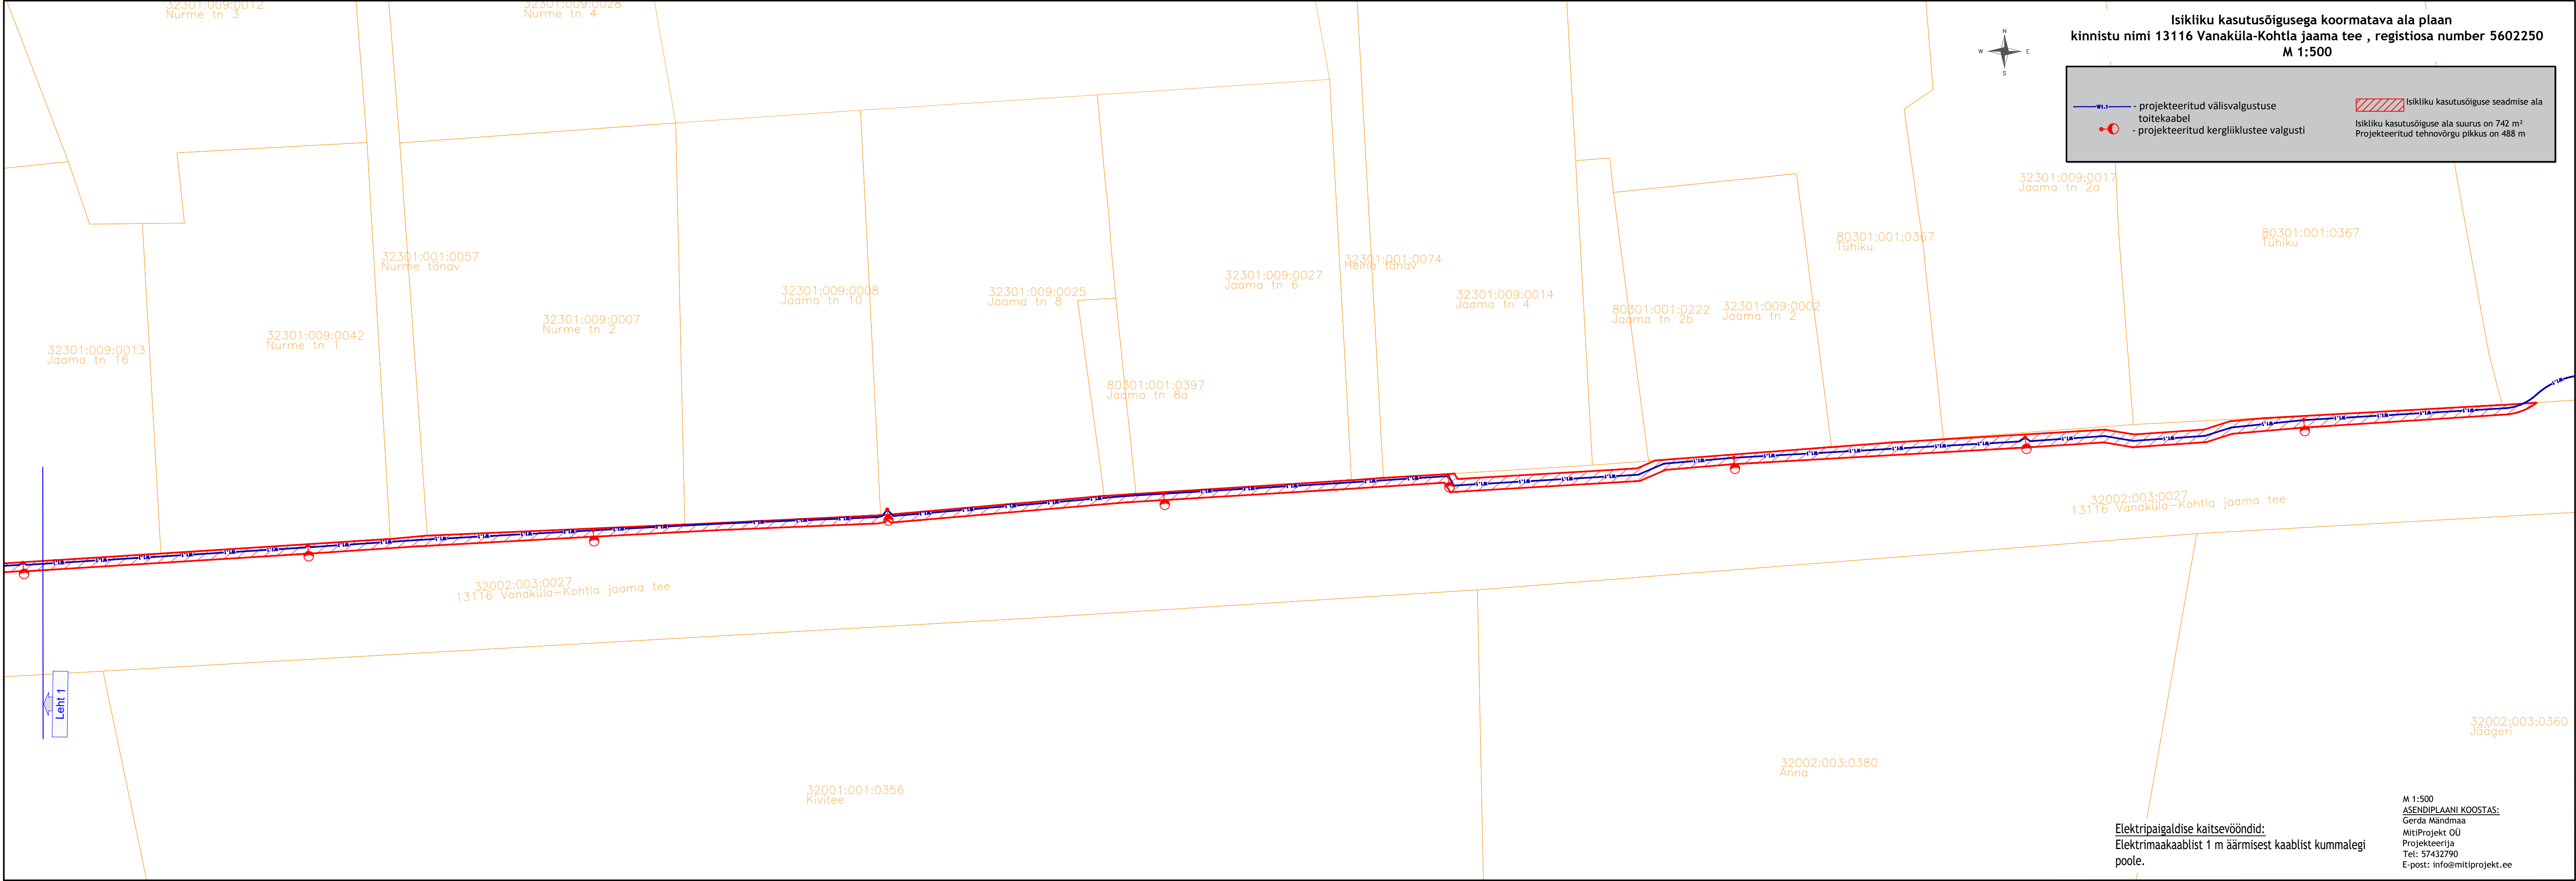 Isikliku kasutusõigusega koormatava ala plaan
kinnistu nimi 13116 Vanaküla-Kohtla jaama tee , registiosa number 5602250
M 1:500
N
W E
S
W1.1 - projekteeritud välisvalgustuse
toitekaabel
- projekteeritud kergliiklustee valgusti
Isikliku kasutusõiguse seadmise ala
Isikliku kasutusõiguse ala suurus on 742 m²
Projekteeritud tehnovõrgu pikkus on 488 m
32301:009:0012
Nurme tn 3
32301:009:0028
Nurme tn 4
32301:009:0017
Jaama tn 2a
80301:001:0367
Tühiku
80301:001:0367
Tühiku
32301:001:0057
Nurme tänav
32301:001:0074
Heina tänav
32301:009:0027
Jaama tn 6
32301:009:0008
Jaama tn 10
32301:009:0025
Jaama tn 8
32301:009:0014
Jaama tn 4
80301:001:0222
Jaama tn 2b
32301:009:0002
Jaama tn 2
32301:009:0007
Nurme tn 2
32301:009:0042
Nurme tn 1
32301:009:0013
Jaama tn 16
80301:001:0397
Jaama tn 8a
32002:003:0027
13116 Vanaküla-Kohtla jaama tee
32002:003:0027
13116 Vanaküla-Kohtla jaama tee
Leht 1
32002:003:0360
Jäägeri
32002:003:0380
Anna
32001:001:0356
Kivitee
Elektripaigaldise kaitsevööndid:
Elektrimaakaablist 1 m äärmisest kaablist kummalegi
poole.
M 1:500
ASENDIPLAANI KOOSTAS:
Gerda Mändmaa
MitiProjekt OÜ
Projekteerija
Tel: 57432790
E-post: info@mitiprojekt.ee